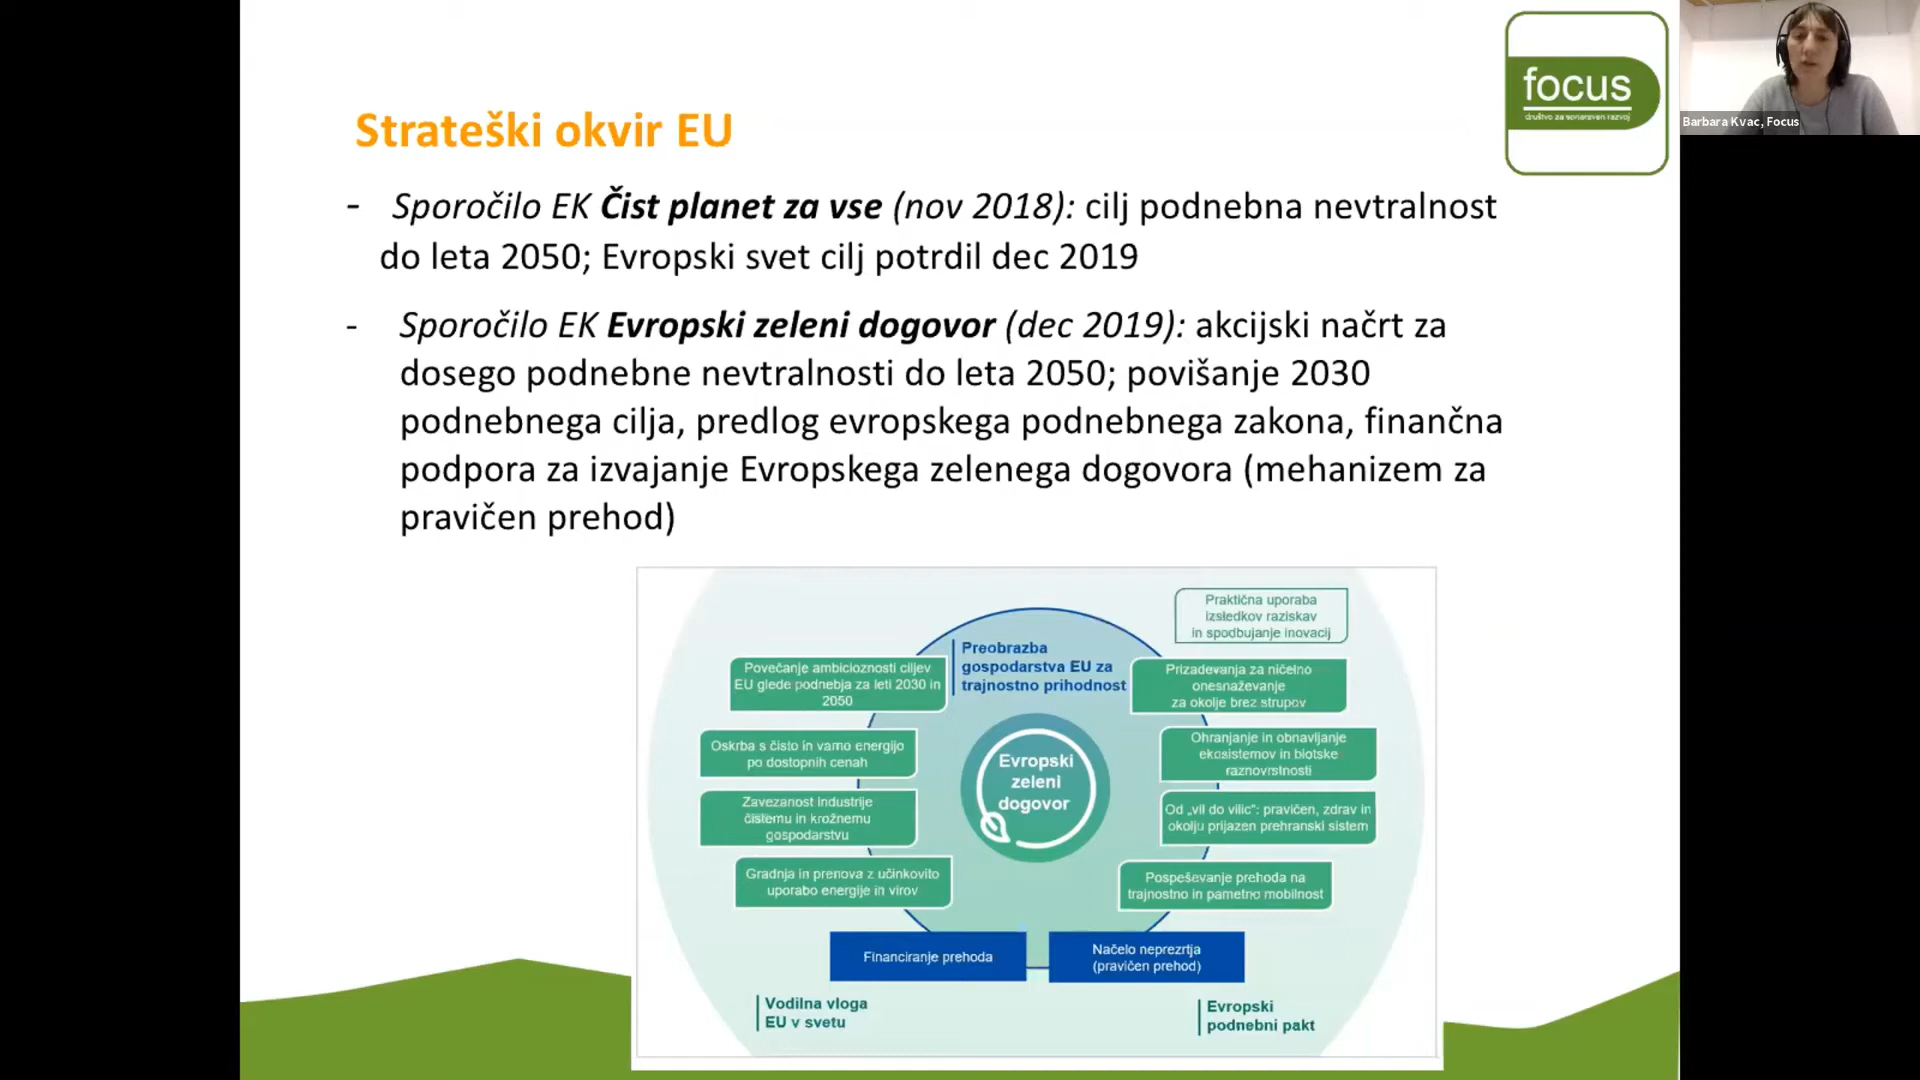 focus
društvo za sonaraven razvoj
Barbara Kvac, Focus
Strateški okvir EU
- Sporočilo EK Čist planet za vse (nov 2018): cilj podnebna nevtralnost
do leta 2050; Evropski svet cilj potrdil dec 2019
- Sporočilo EK Evropski zeleni dogovor (dec 2019): akcijski načrt za
dosego podnebne nevtralnosti do leta 2050; povišanje 2030
podnebnega cilja, predlog evropskega podnebnega zakona, finančna
podpora za izvajanje Evropskega zelenega dogovora (mehanizem za
pravičen prehod)
Praktična uporaba
izsledkov raziskav
in spodbujanje inovacij
Preobrazba
gospodarstva EU za
trajnostno prihodnost
Povečanje ambicioznosti ciljev
EU glede podnebja za leti 2030 in
2050
Prizadevanja za ničelno
onesnaževanje
za okolje brez strupov
Oskrba s čisto in varno energijo
po dostopnih cenah
Ohranjanje in obnavljanje
ekosistemov in biotske
raznovrstnosti
Evropski
zeleni
dogovor
Zavezanost industrije
čistemu in krožnemu
gospodarstvu
Od „vil do vilic“: pravičen, zdrav in
okolju prijazen prehranski sistem
Gradnja in prenova z učinkovito
uporabo energije in virov
Pospeševanje prehoda na
trajnostno in pametno mobilnost
Financiranje prehoda
Načelo neprezrtja
(pravičen prehod)
Vodilna vloga
EU v svetu
Evropski
podnebni pakt